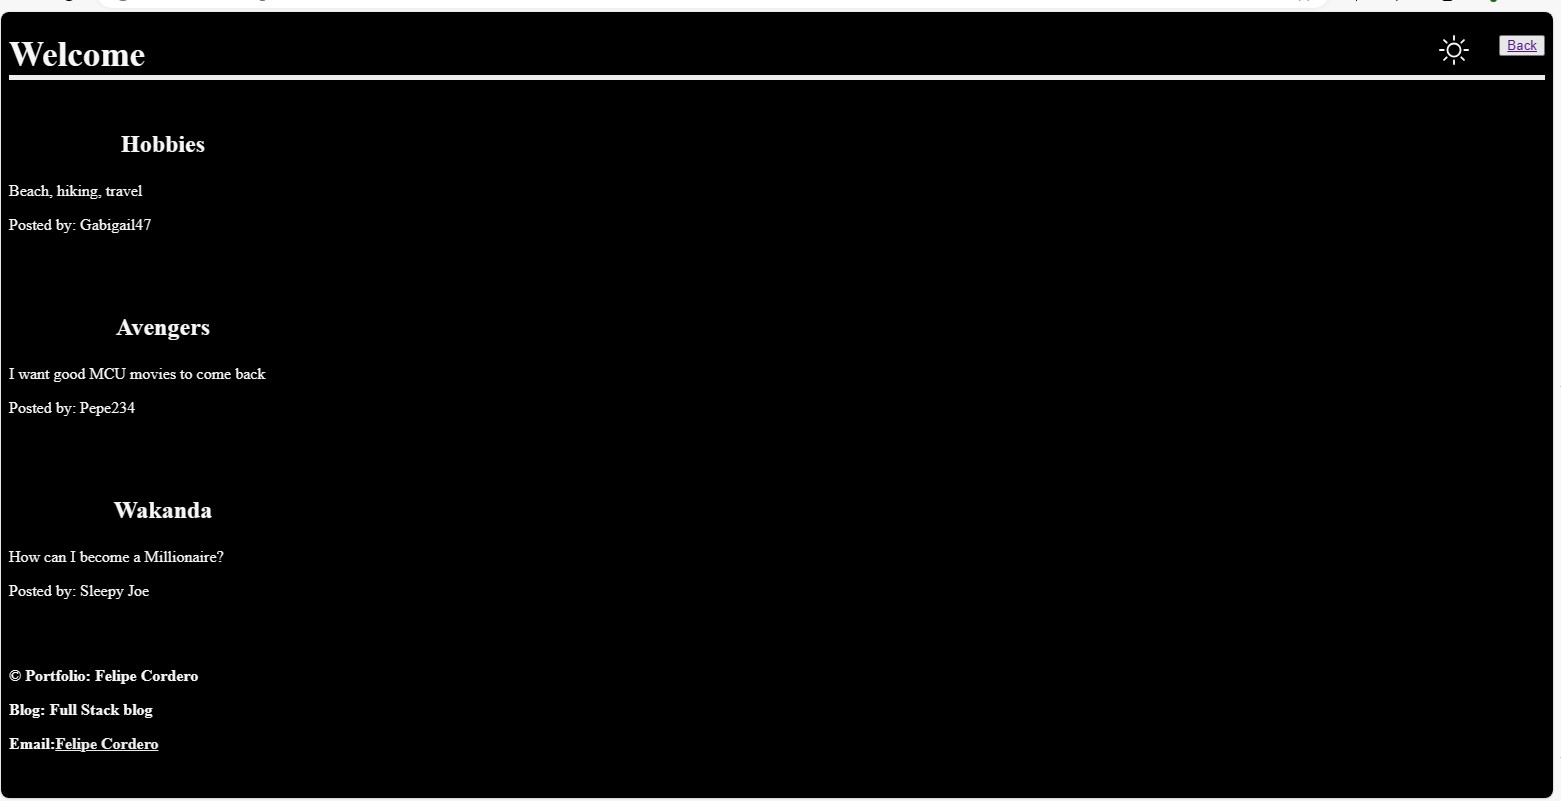 Welcome
Back
Hobbies
Beach, hiking, travel
Posted by: Gabigail47
Avengers
I want good MCU movies to come back
Posted by: Pepe234
Wakanda
How can I become a Millionaire?
Posted by: Sleepy Joe
© Portfolio: Felipe Cordero
Blog: Full Stack blog
Email:Felipe Cordero